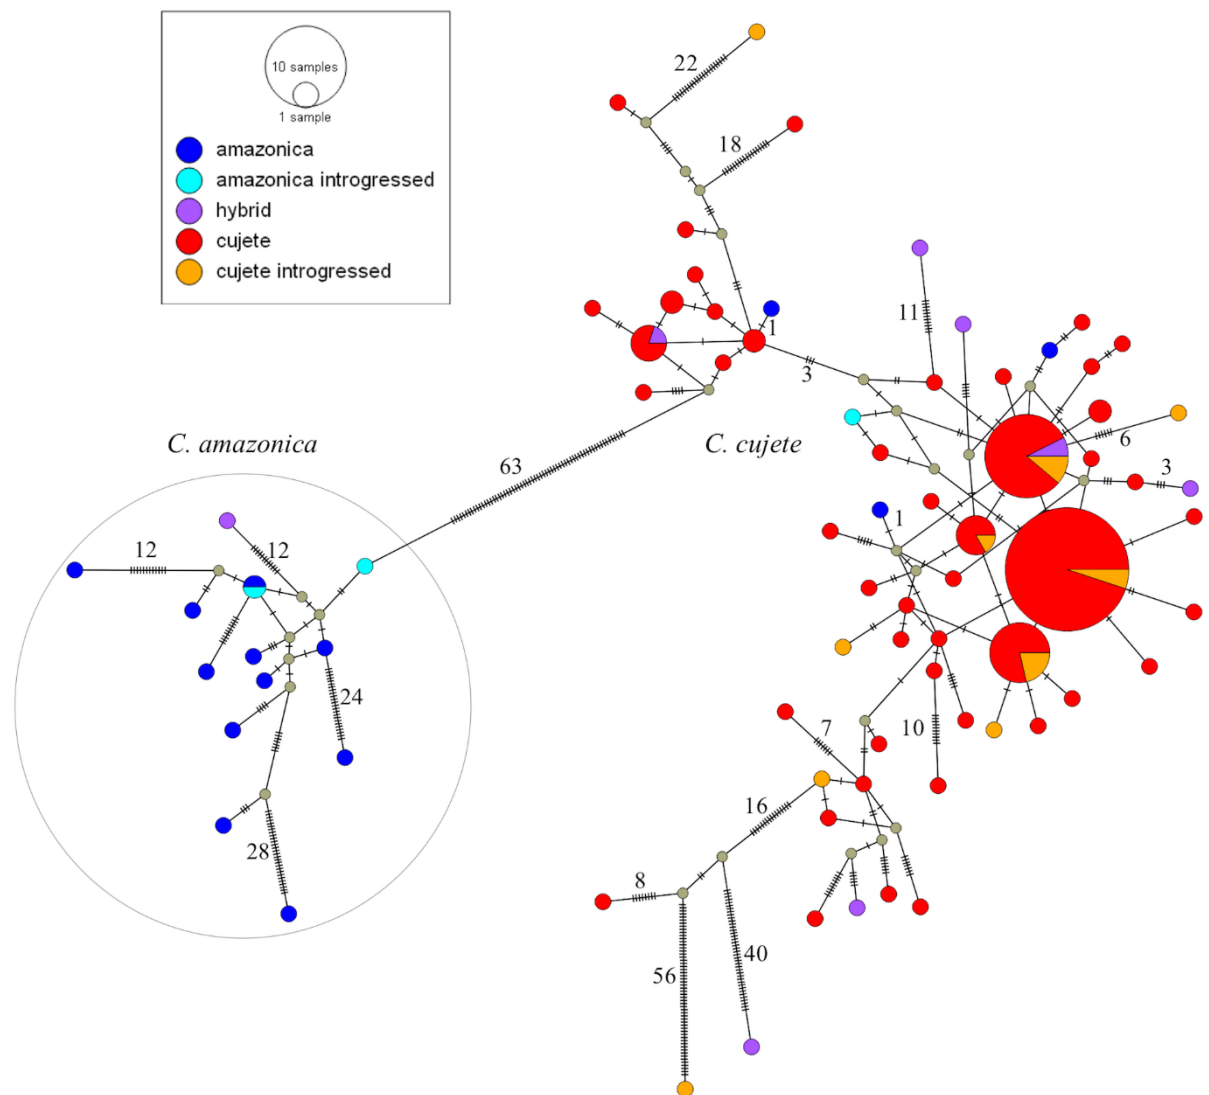 10 samples
1 sample
amazonica
amazonica introgressed
hybrid
cujete
cujete introgressed
22
18
1
3
11
6
3
1
C. amazonica
C. cujete
63
12
12
24
28
7
10
16
8
56
40